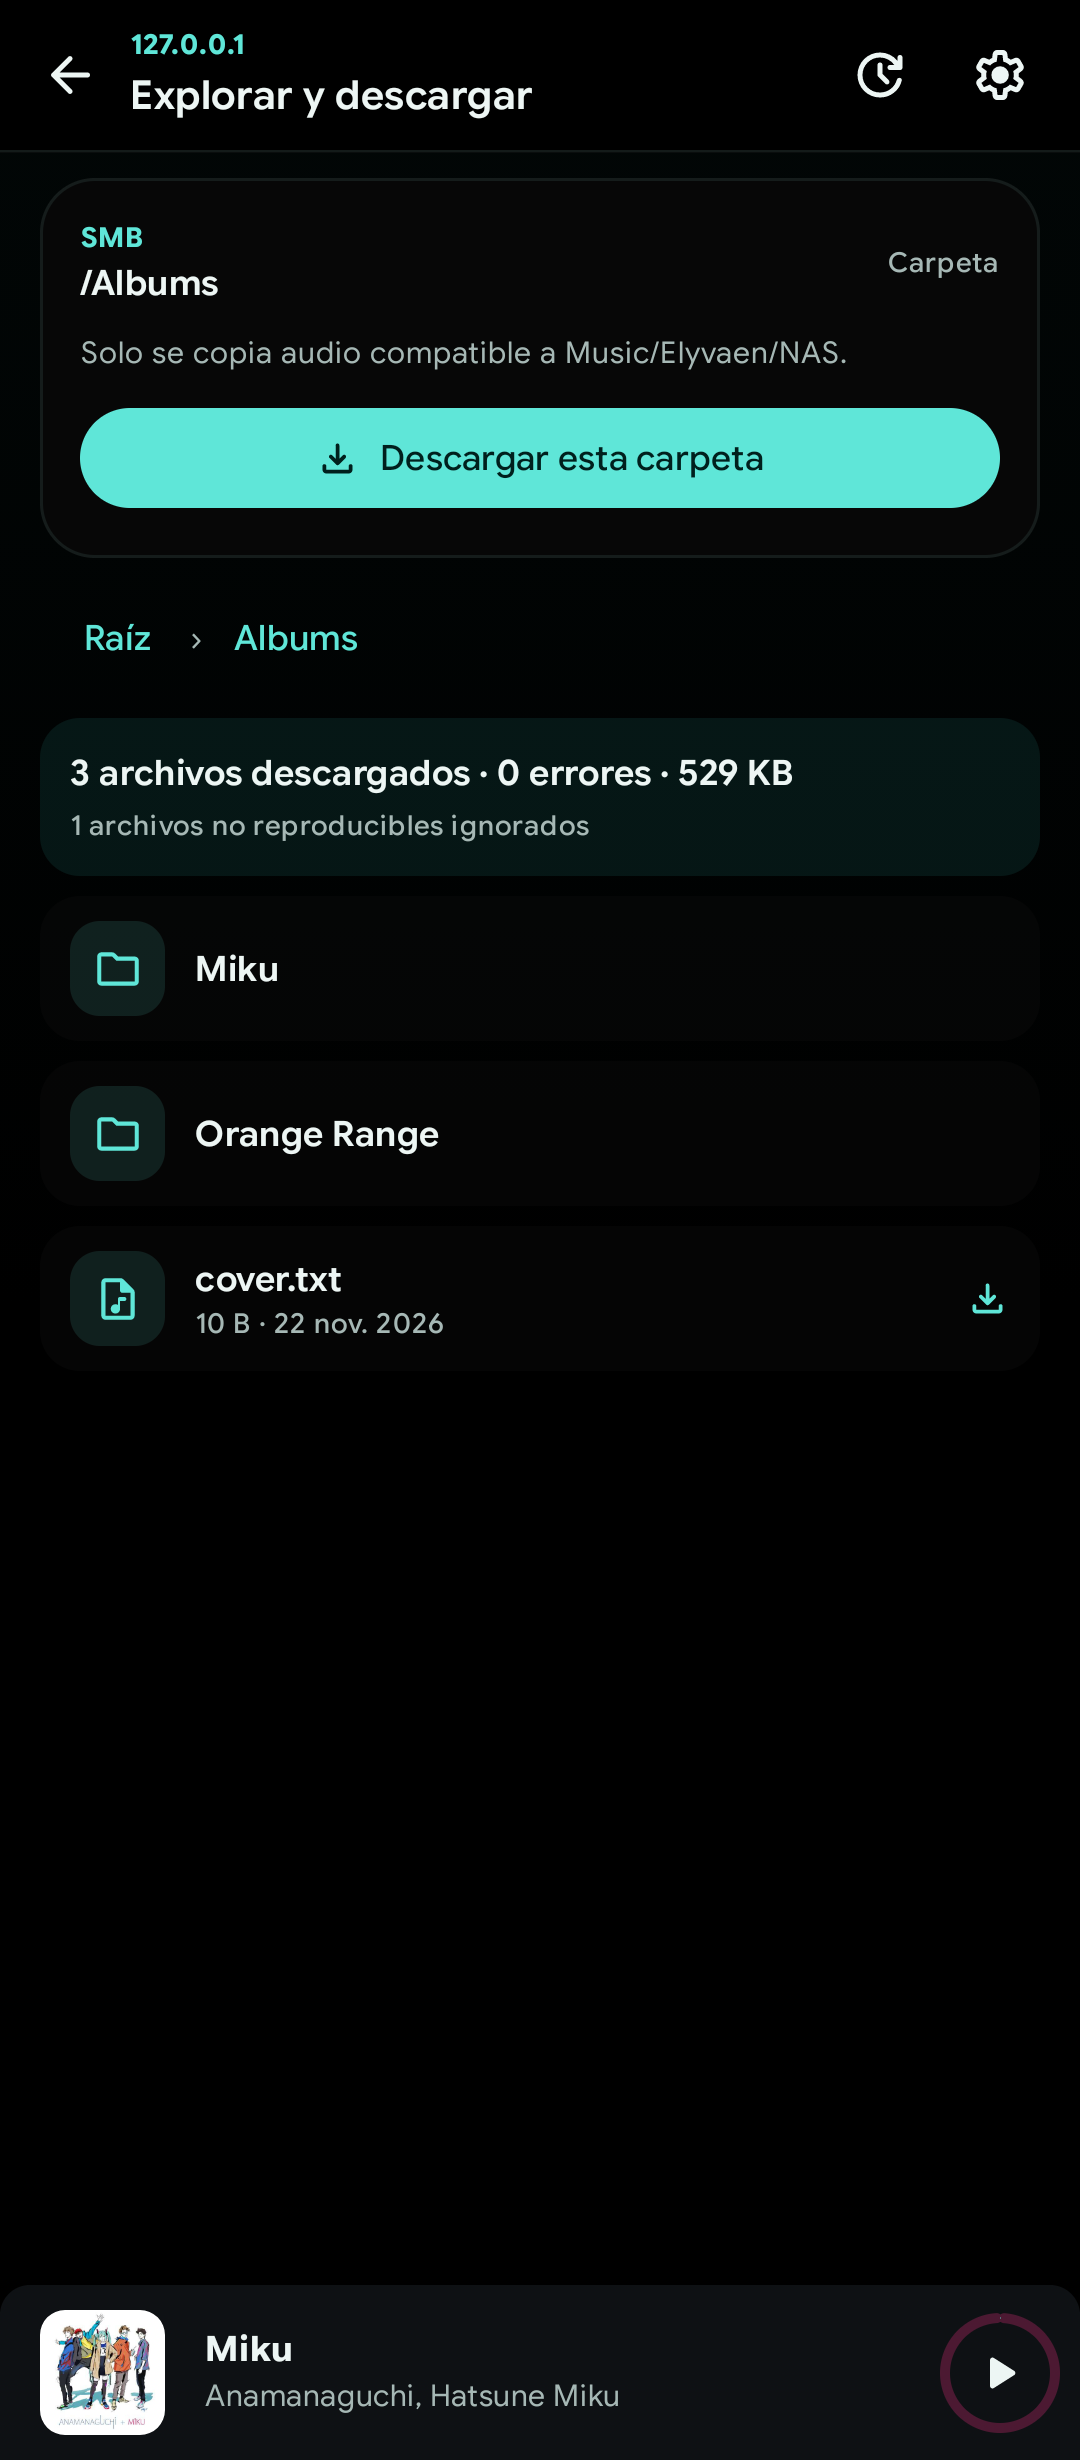 127.0.0.1
Explorar y descargar
SMB
/Albums
Carpeta
Solo se copia audio compatible a Music/Elyvaen/NAS.
Descargar esta carpeta
Raíz › Albums
3 archivos descargados · 0 errores · 529 KB
1 archivos no reproducibles ignorados
Miku
Orange Range
cover.txt
10 B · 22 nov. 2026
ANAMANAGUCHI + MIKU
Miku
Anamanaguchi, Hatsune Miku